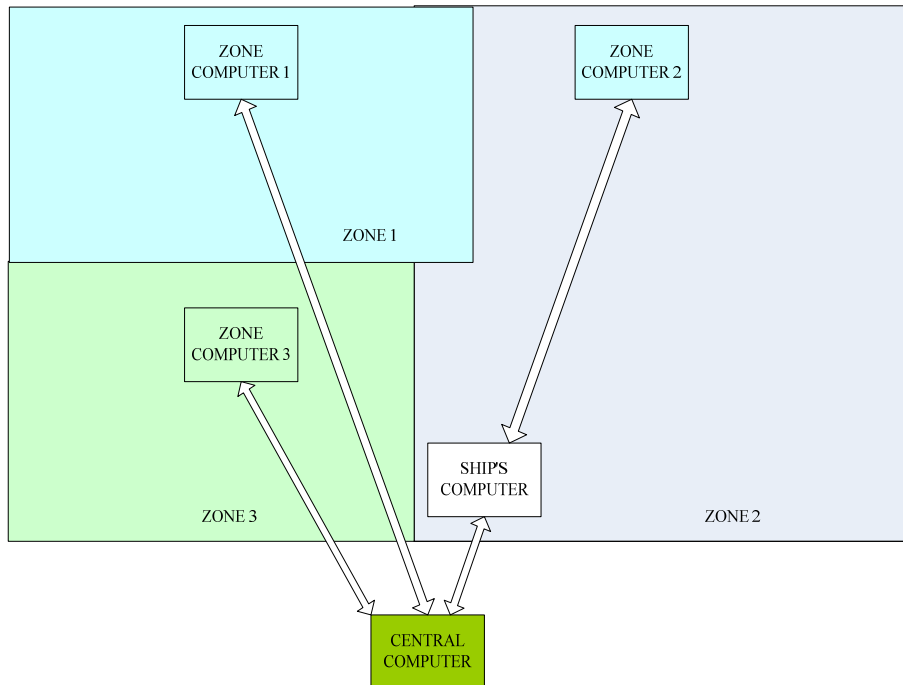 ZONE
COMPUTER 1
ZONE
COMPUTER 2
ZONE 1
ZONE
COMPUTER 3
SHIP'S
COMPUTER
ZONE 3
ZONE 2
CENTRAL
COMPUTER